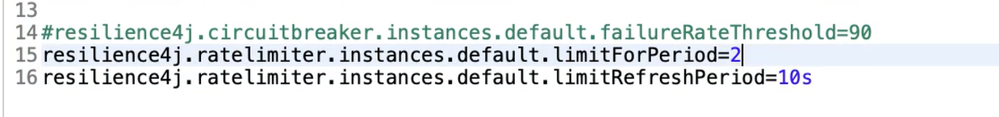 13
14 #resilience4j.circuitbreaker.instances.default.failureRateThreshold=90
15 resilience4j.ratelimiter.instances.default.limitForPeriod=2
16 resilience4j.ratelimiter.instances.default.limitRefreshPeriod=10s